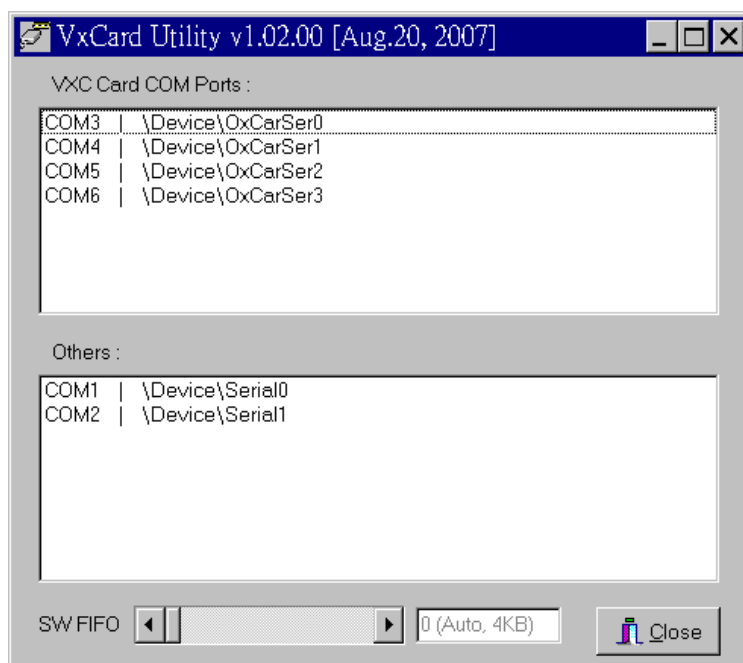 VxCard Utility v1.02.00 [Aug.20, 2007]
VXC Card COM Ports :
COM3 | \Device\OxCarSer0
COM4 | \Device\OxCarSer1
COM5 | \Device\OxCarSer2
COM6 | \Device\OxCarSer3
Others :
COM1 | \Device\Serial0
COM2 | \Device\Serial1
SW FIFO 0 (Auto, 4KB) Close